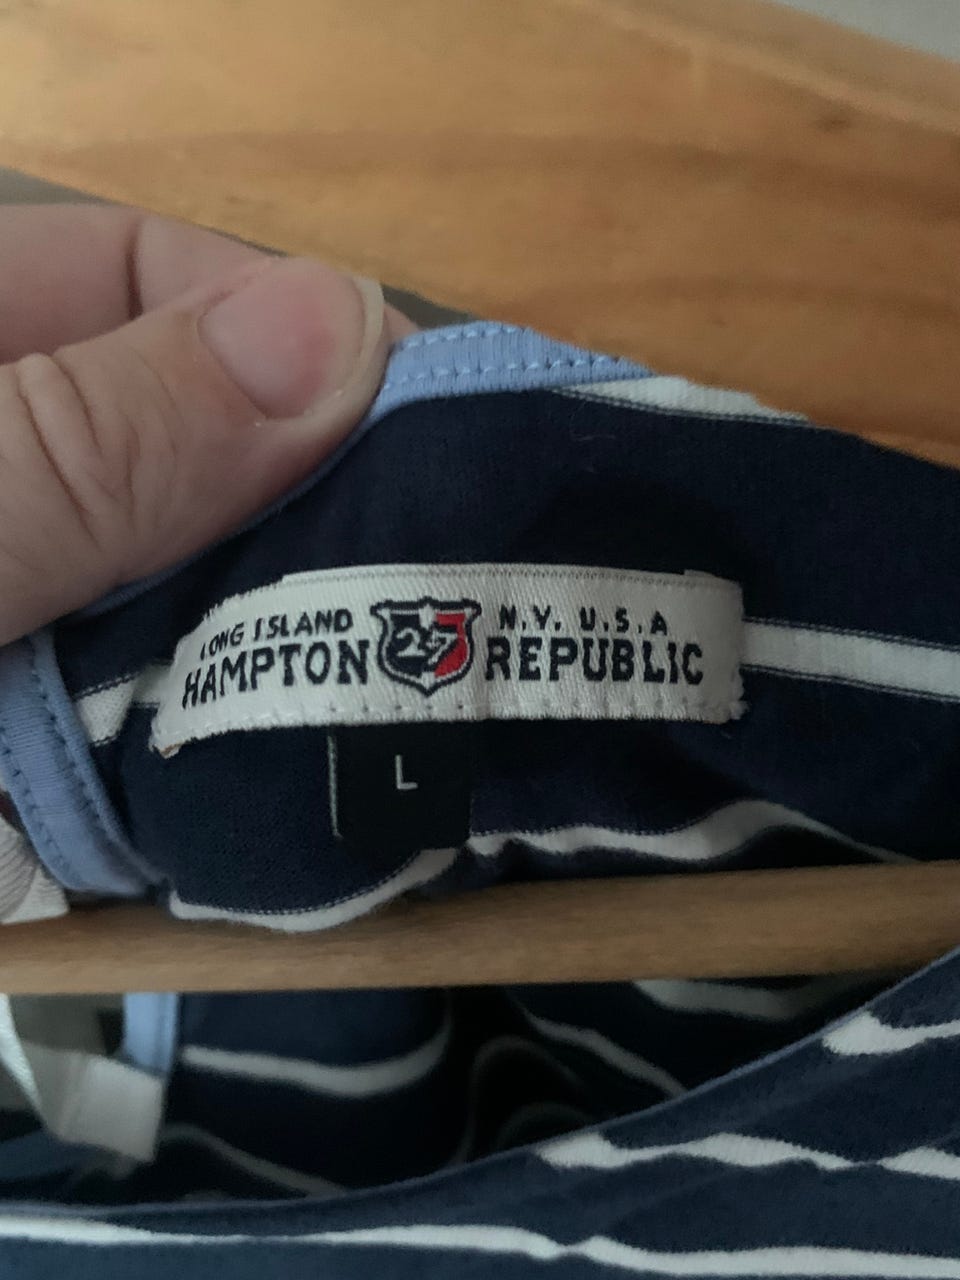 LONG ISLAND N.Y. U.S.A
HAMPTON 27 REPUBLIC
L